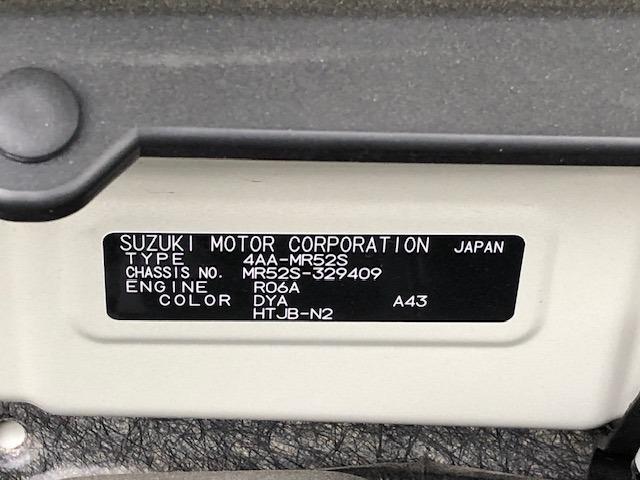 SUZUKI MOTOR CORPORATION JAPAN
TYPE 4AA-MR52S
CHASSIS NO. MR52S-329409
ENGINE R06A
COLOR DYA A43
HTJB-N2